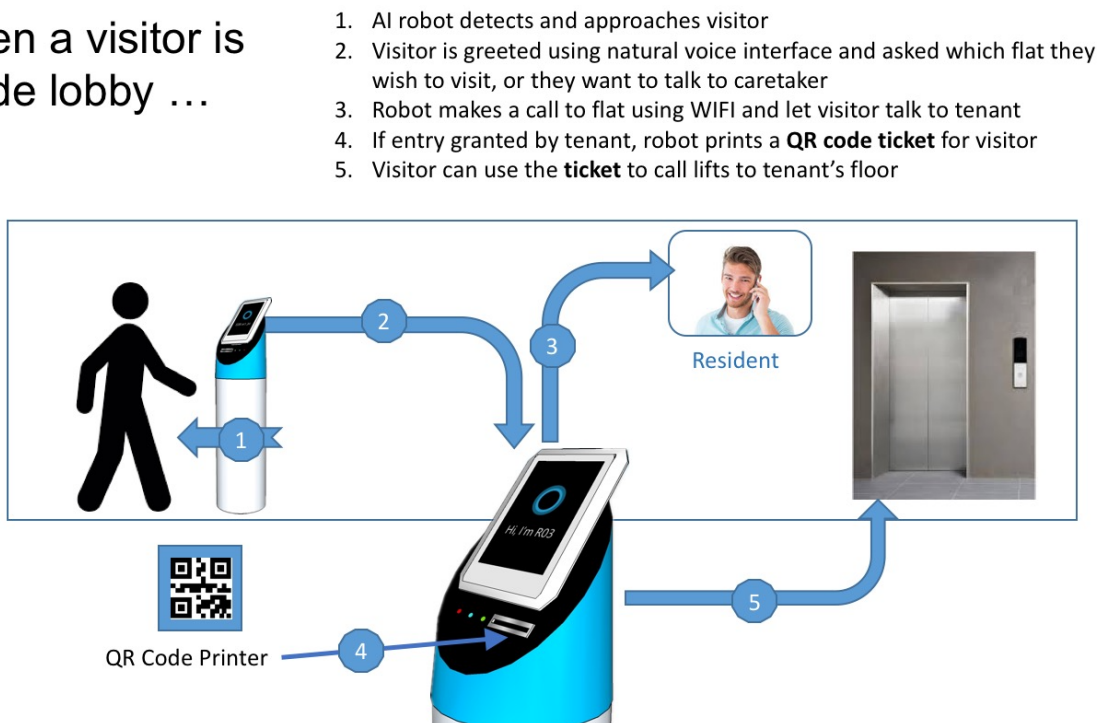 en a visitor is
de lobby …
1. AI robot detects and approaches visitor
2. Visitor is greeted using natural voice interface and asked which flat they
wish to visit, or they want to talk to caretaker
3. Robot makes a call to flat using WIFI and let visitor talk to tenant
4. If entry granted by tenant, robot prints a QR code ticket for visitor
5. Visitor can use the ticket to call lifts to tenant's floor
2
3
Resident
1
Hi, I'm R03
5
QR Code Printer
4